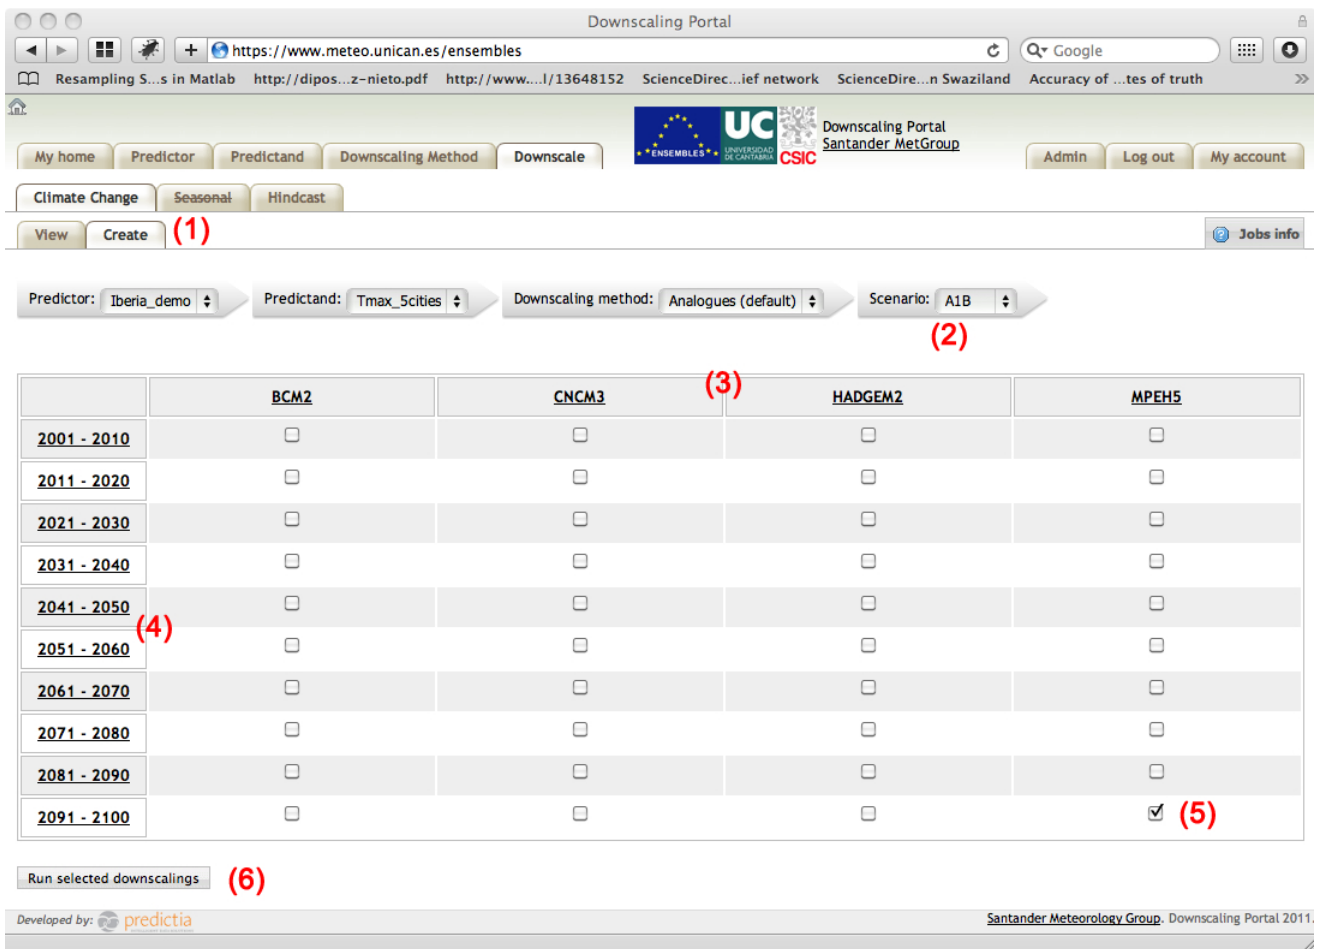 Downscaling Portal
https://www.meteo.unican.es/ensembles
Google
Resampling S...s in Matlab http://dipos...z-nieto.pdf http://www....l/13648152 ScienceDirec...ief network ScienceDire...n Swaziland Accuracy of ...tes of truth
ENSEMBLES
UC
UNIVERSIDAD
DE CANTABRIA
CSIC
Downscaling Portal
Santander MetGroup
My home Predictor Predictand Downscaling Method Downscale
Admin Log out My account
Climate Change Seasonal Hindcast
View Create (1) Jobs info
Predictor: Iberia_demo Predictand: Tmax_5cities Downscaling method: Analogues (default) Scenario: A1B
(2)
(3)
BCM2 CNCM3 HADGEM2 MPEH5
2001 - 2010
2011 - 2020
2021 - 2030
2031 - 2040
2041 - 2050
(4)
2051 - 2060
2061 - 2070
2071 - 2080
2081 - 2090
2091 - 2100 (5)
Run selected downscalings (6)
Developed by: predictia
Santander Meteorology Group. Downscaling Portal 2011.